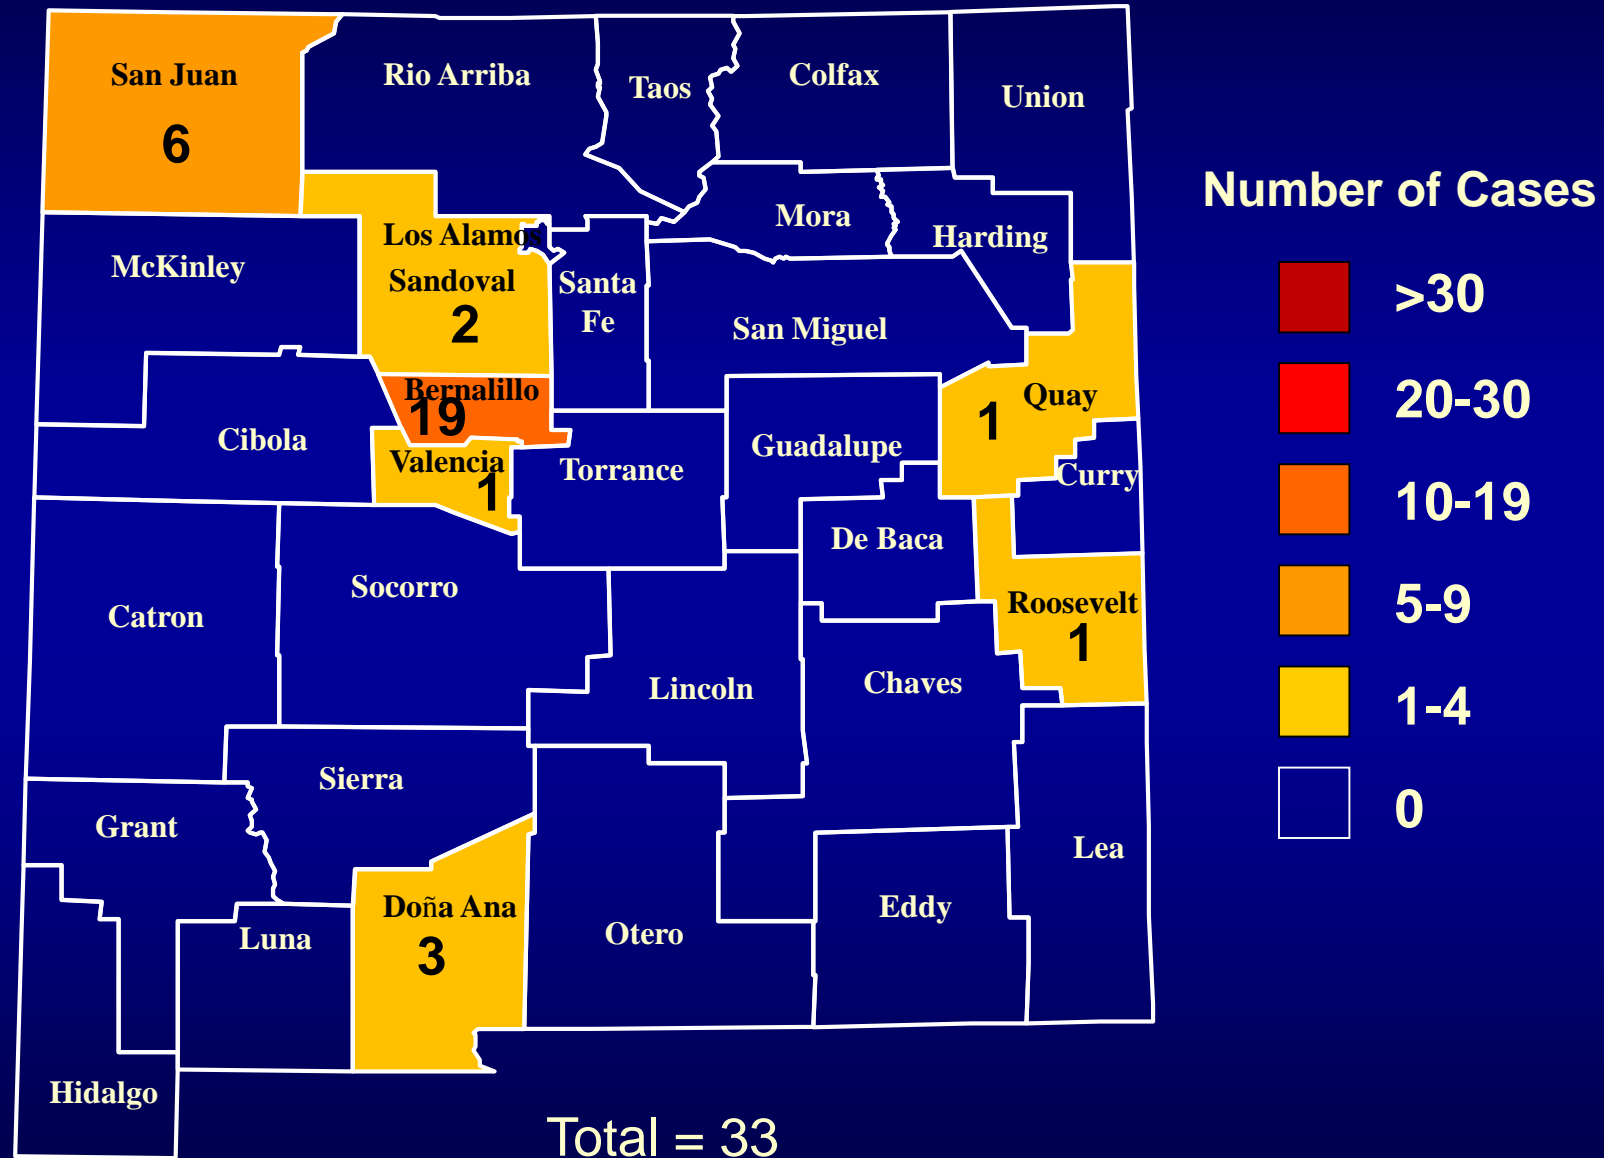 San Juan
6
Rio Arriba
Taos
Colfax
Union
Number of Cases
McKinley
Los Alamos
Sandoval
2
Santa
Fe
Mora
Harding
San Miguel
>30
20-30
10-19
5-9
1-4
0
Bernalillo
19
Cibola
Valencia
1
Torrance
Guadalupe
Quay
1
Curry
De Baca
Roosevelt
1
Catron
Socorro
Lincoln
Chaves
Sierra
Grant
Luna
Doña Ana
3
Otero
Eddy
Lea
Hidalgo
Total = 33